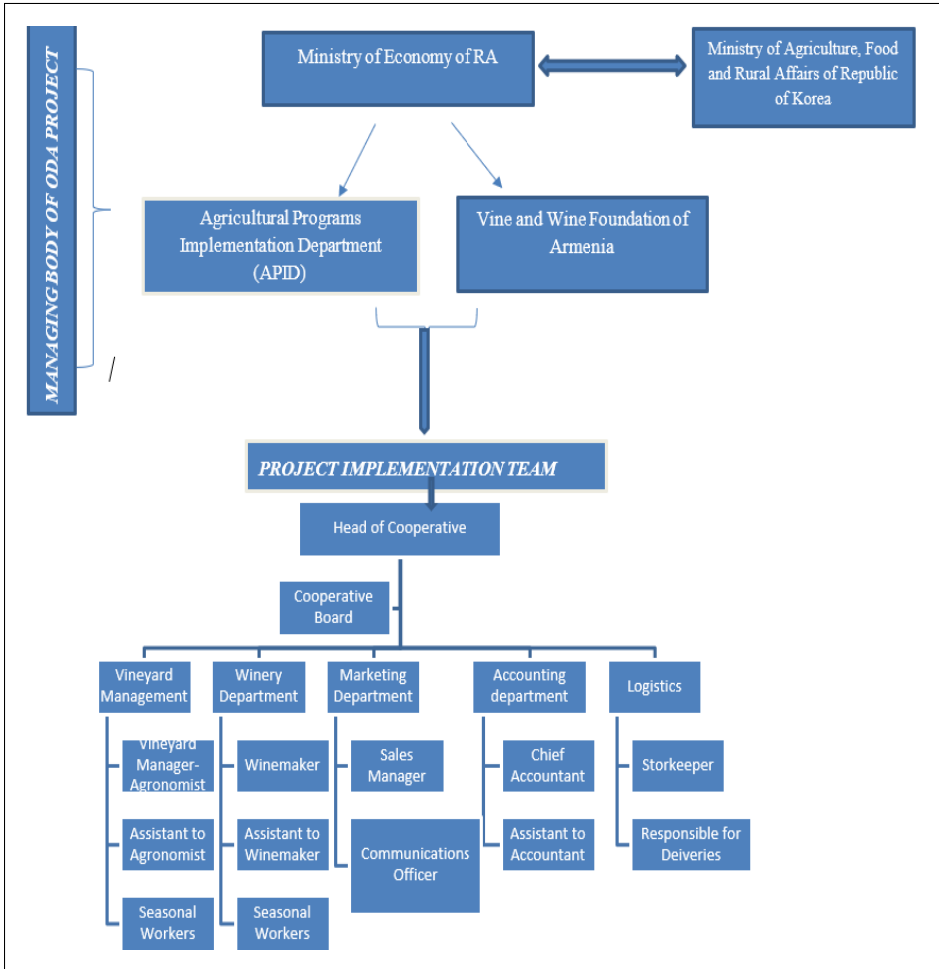 MANAGING BODY OF ODA PROJECT
Ministry of Economy of RA
Ministry of Agriculture, Food
and Rural Affairs of Republic
of Korea
Agricultural Programs
Implementation Department
(APID)
Vine and Wine Foundation of
Armenia
/
PROJECT IMPLEMENTATION TEAM
Head of Cooperative
Cooperative
Board
Vineyard
Management
Winery
Department
Marketing
Department
Accounting
department
Logistics
Vineyard
Manager-
Agronomist
Winemaker
Sales
Manager
Chief
Accountant
Storkeeper
Assistant to
Agronomist
Assistant to
Winemaker
Communications
Officer
Assistant to
Accountant
Responsible for
Deiveries
Seasonal
Workers
Seasonal
Workers